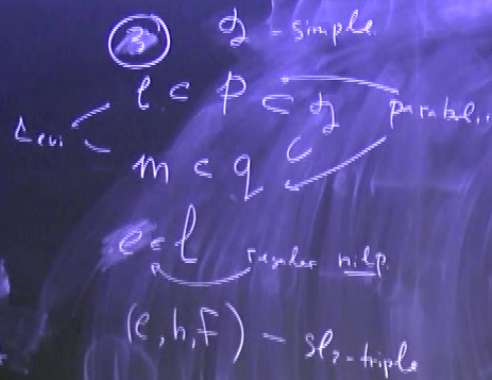 3 g - simple
l ⊂ p ⊂ g parabolic
Levi
m ⊂ q ⊂
e ∈ l regular nilp.
(e, h, f) - sl₂-triple